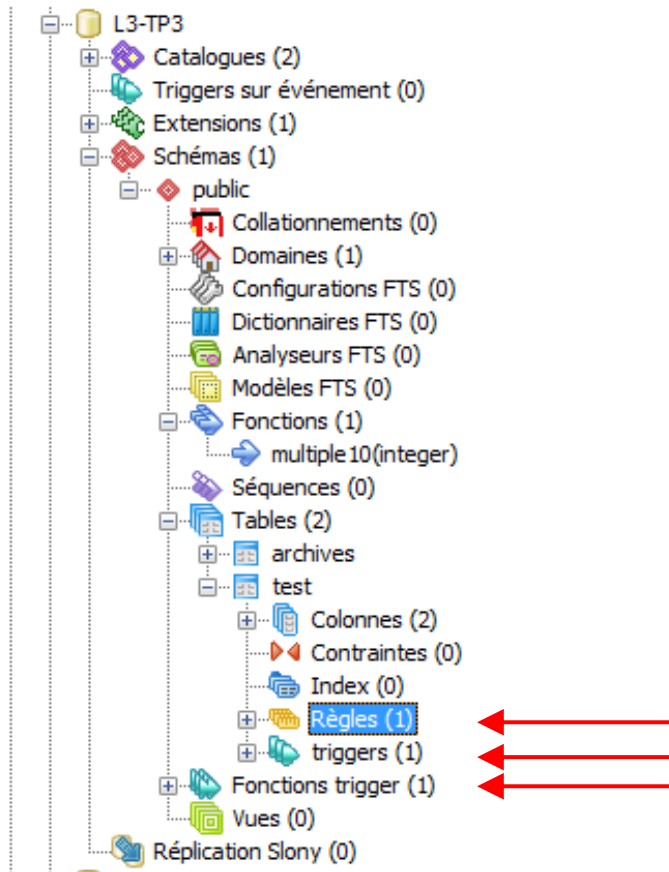 L3-TP3
Catalogues (2)
Triggers sur événement (0)
Extensions (1)
Schémas (1)
public
Collationnements (0)
Domaines (1)
Configurations FTS (0)
Dictionnaires FTS (0)
Analyseurs FTS (0)
Modèles FTS (0)
Fonctions (1)
multiple10(integer)
Séquences (0)
Tables (2)
archives
test
Colonnes (2)
Contraintes (0)
Index (0)
Règles (1)
triggers (1)
Fonctions trigger (1)
Vues (0)
Réplication Slony (0)